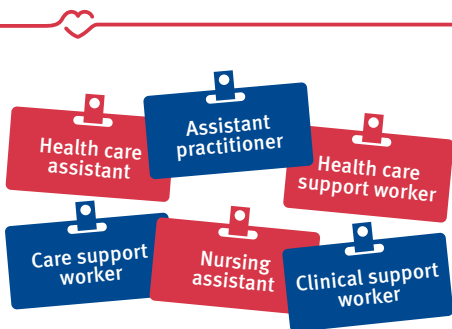 Health care
assistant
Assistant
practitioner
Health care
support worker
Care support
worker
Nursing
assistant
Clinical support
worker